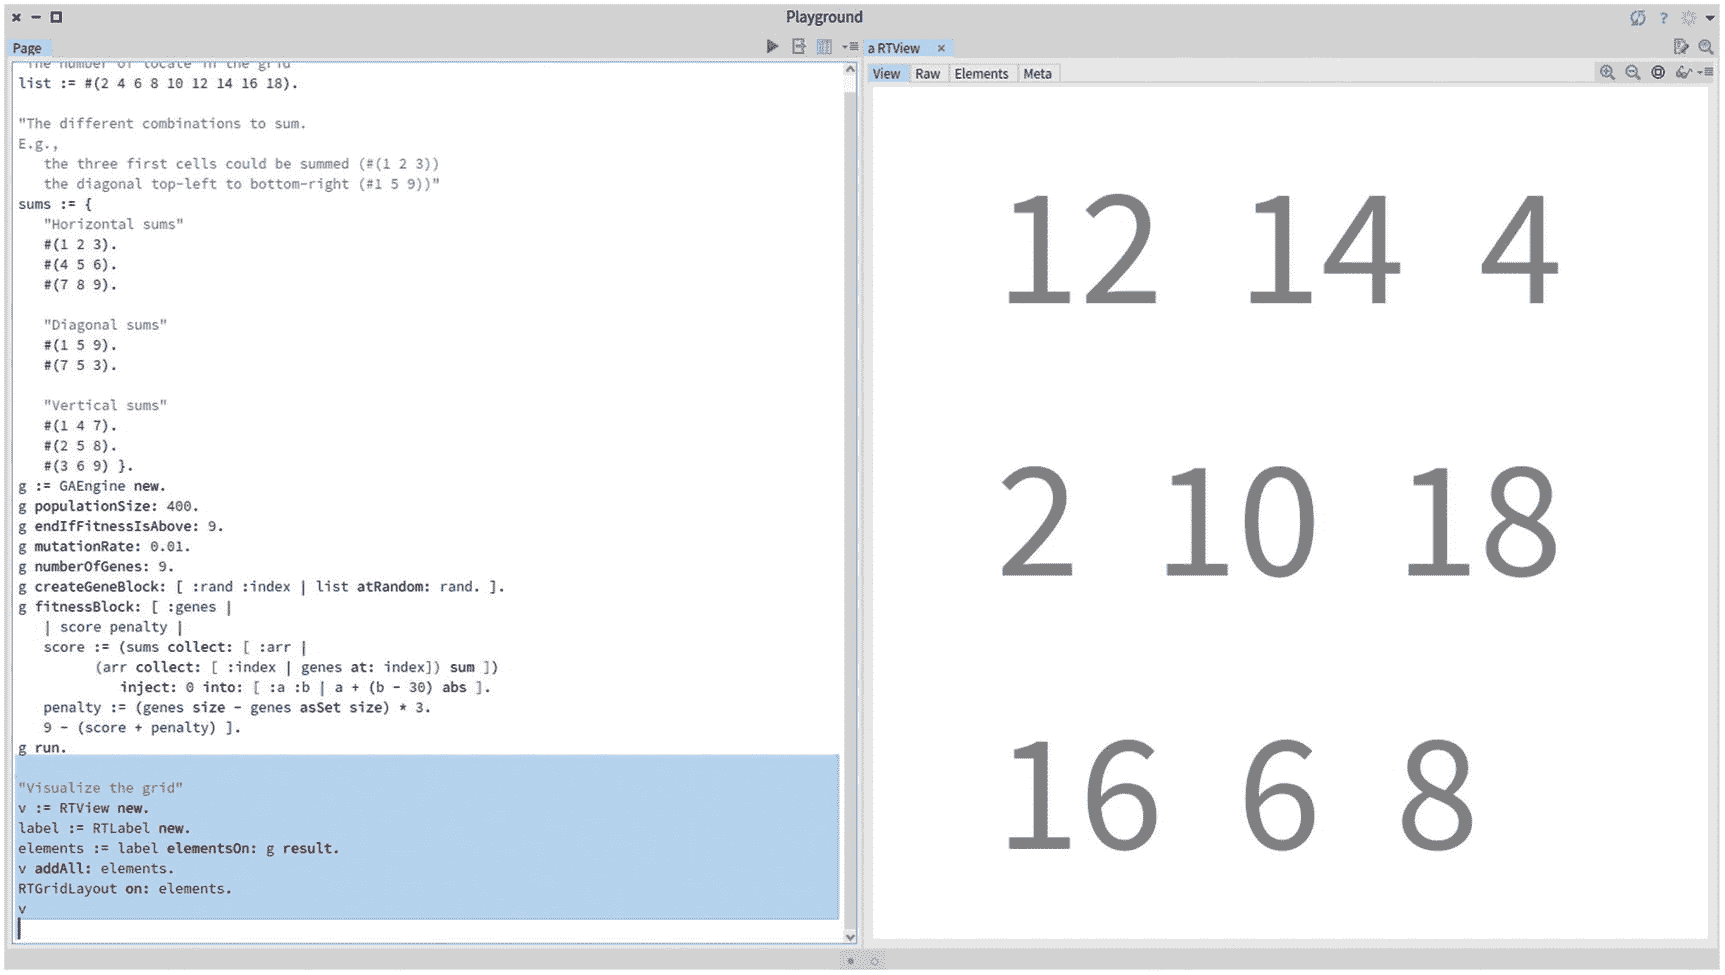 Playground
?
Page
a RTView ×
View Raw Elements Meta
"The number of locate in the grid
list := #(2 4 6 8 10 12 14 16 18).
"The different combinations to sum.
E.g.,
the three first cells could be summed (#(1 2 3))
the diagonal top-left to bottom-right (#1 5 9))"
sums := {
"Horizontal sums"
#(1 2 3).
#(4 5 6).
#(7 8 9).
"Diagonal sums"
#(1 5 9).
#(7 5 3).
"Vertical sums"
#(1 4 7).
#(2 5 8).
#(3 6 9) }.
g := GAEngine new.
g populationSize: 400.
g endIfFitnessIsAbove: 9.
g mutationRate: 0.01.
g numberOfGenes: 9.
g createGeneBlock: [ :rand :index | list atRandom: rand. ].
g fitnessBlock: [ :genes |
| score penalty |
score := (sums collect: [ :arr |
(arr collect: [ :index | genes at: index]) sum ])
inject: 0 into: [ :a :b | a + (b - 30) abs ].
penalty := (genes size - genes asSet size) * 3.
9 - (score + penalty) ].
g run.
"Visualize the grid"
v := RTView new.
label := RTLabel new.
elements := label elementsOn: g result.
v addAll: elements.
RTGridLayout on: elements.
v
12 14 4
2 10 18
16 6 8